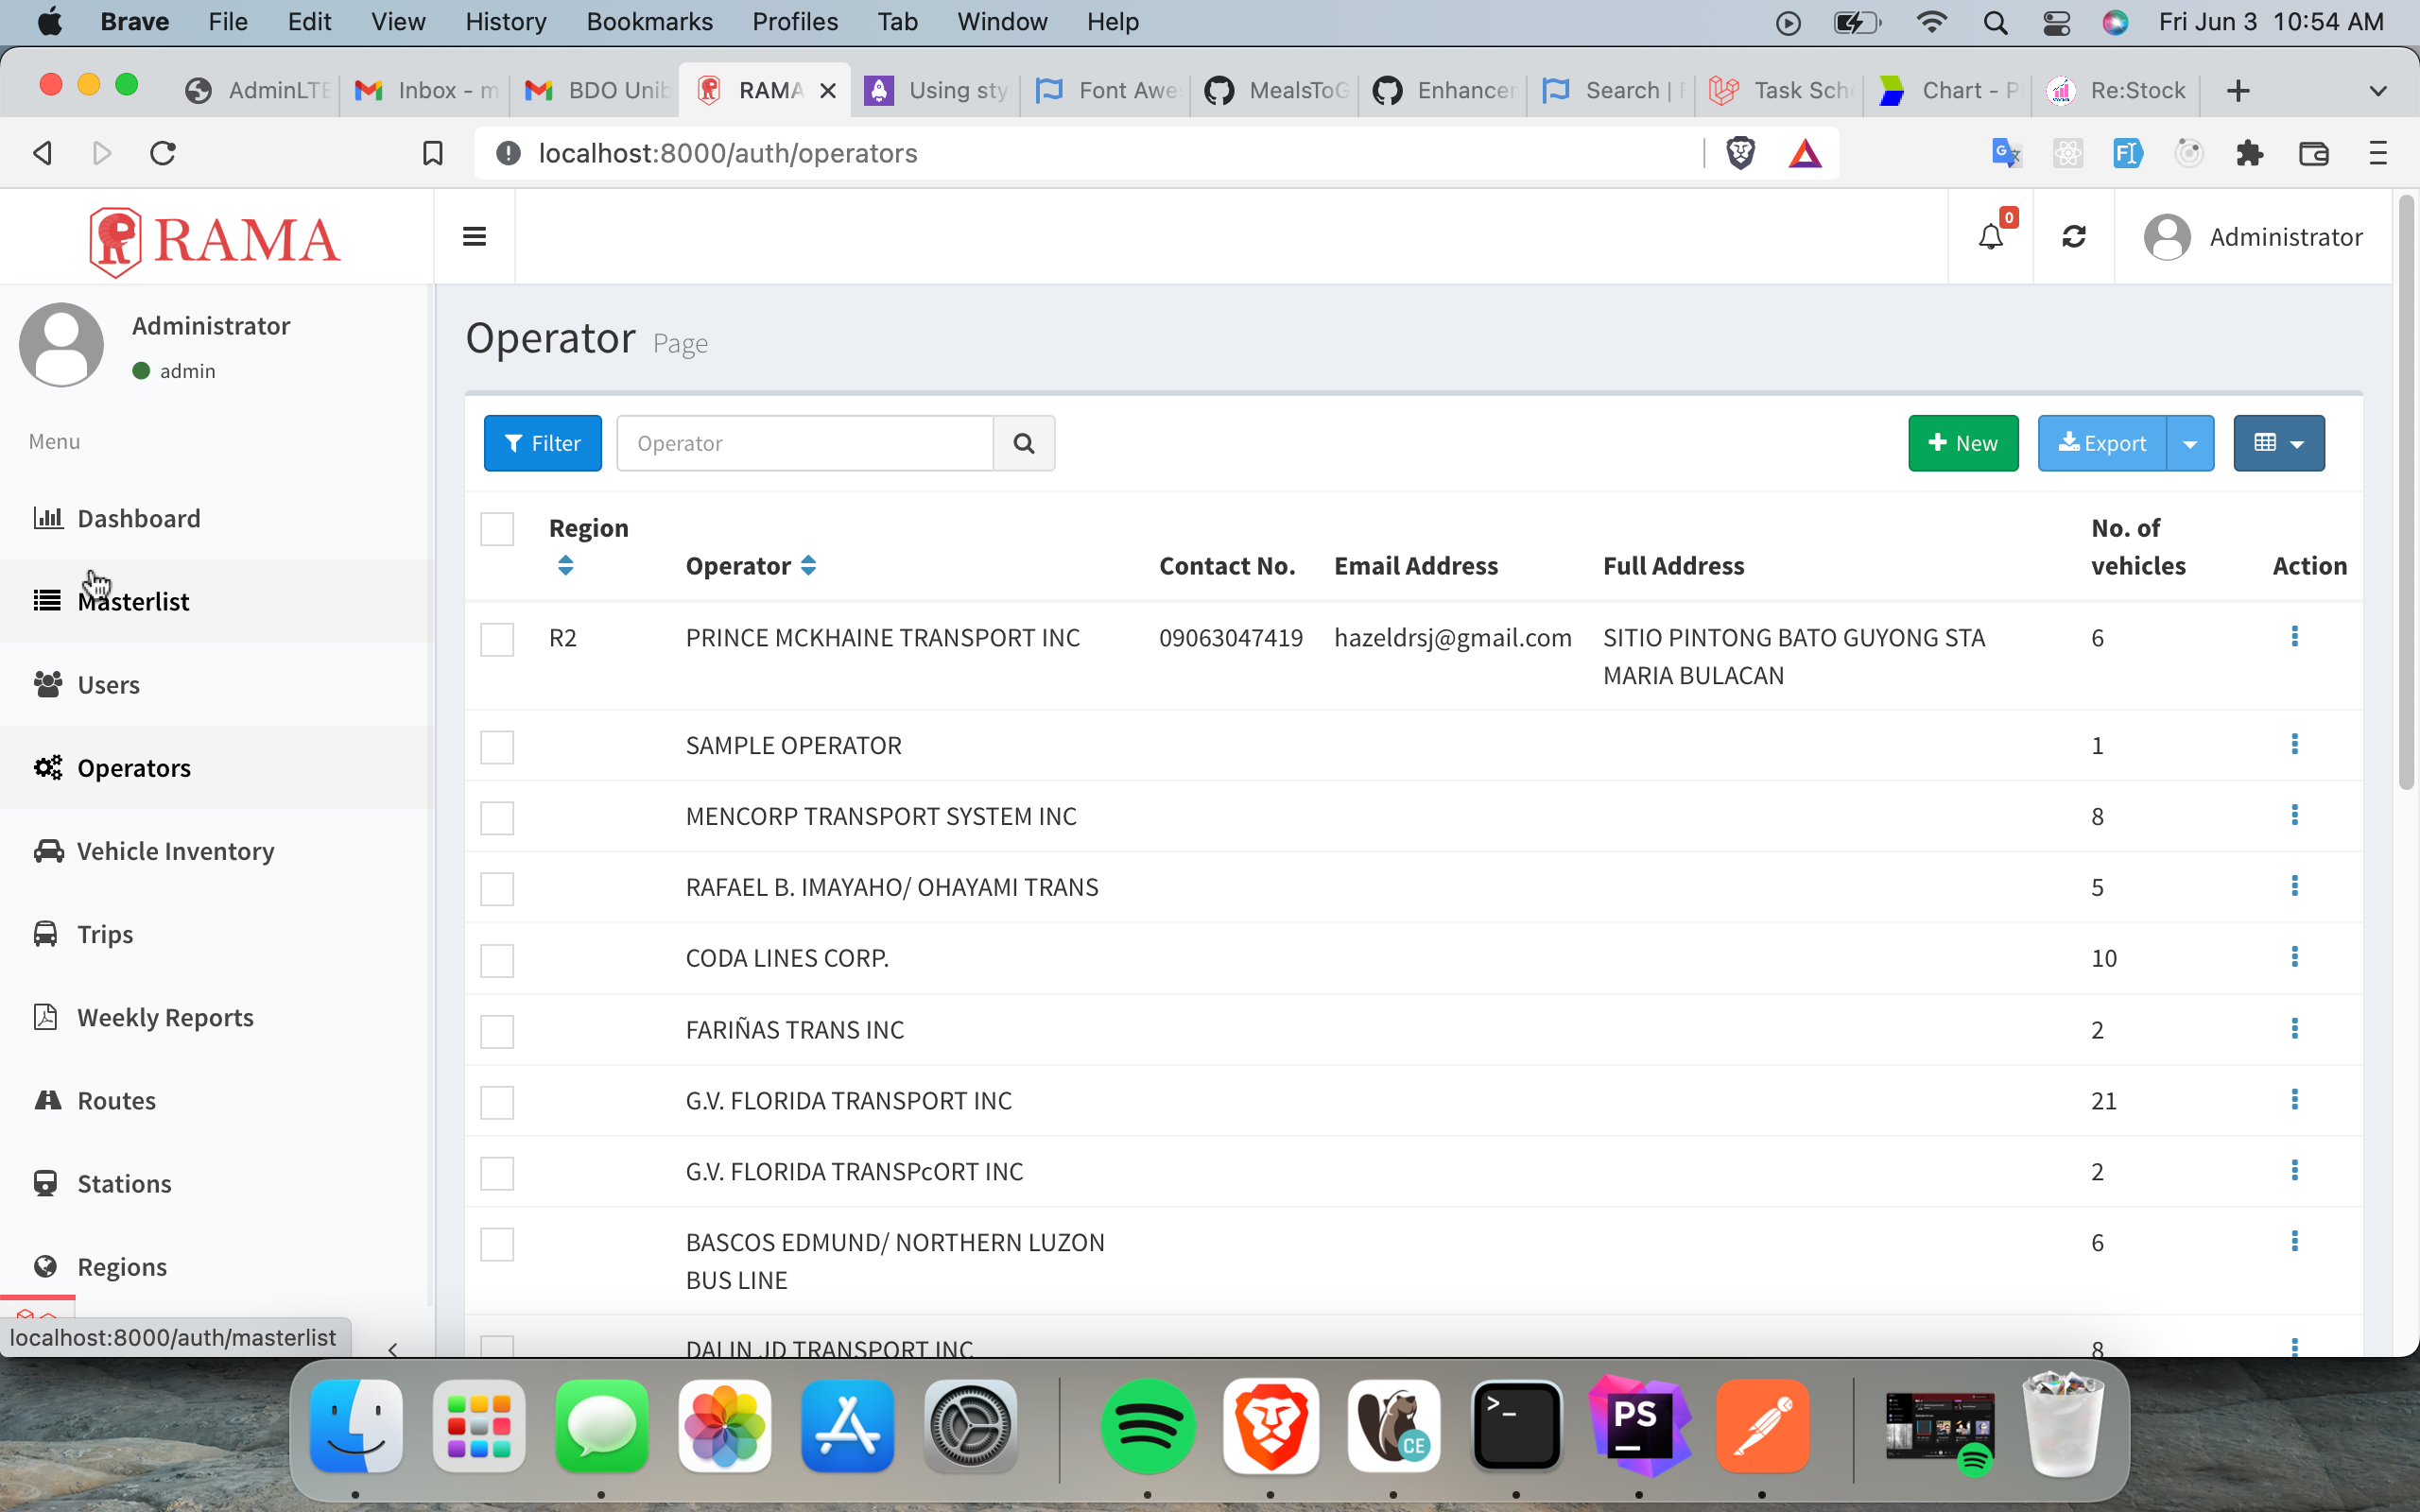 Brave File Edit View History Bookmarks Profiles Tab Window Help Fri Jun 3 10:54 AM
AdminLTE Inbox - m BDO Unib RAMA Using sty Font Awe MealsToG Enhancer Search | Task Sche Chart - P Re:Stock
localhost:8000/auth/operators
RAMA 0 Administrator
Administrator
admin
Menu
Dashboard
Masterlist
Users
Operators
Vehicle Inventory
Trips
Weekly Reports
Routes
Stations
Regions
localhost:8000/auth/masterlist
Operator Page
Filter Operator New Export
Region Operator Contact No. Email Address Full Address No. of vehicles Action
R2 PRINCE MCKHAINE TRANSPORT INC 09063047419 hazeldrsj@gmail.com SITIO PINTONG BATO GUYONG STA 6
MARIA BULACAN
SAMPLE OPERATOR 1
MENCORP TRANSPORT SYSTEM INC 8
RAFAEL B. IMAYAHO/ OHAYAMI TRANS 5
CODA LINES CORP. 10
FARIÑAS TRANS INC 2
G.V. FLORIDA TRANSPORT INC 21
G.V. FLORIDA TRANSPcORT INC 2
BASCOS EDMUND/ NORTHERN LUZON 6
BUS LINE
DALIN JD TRANSPORT INC 8
CE
PS